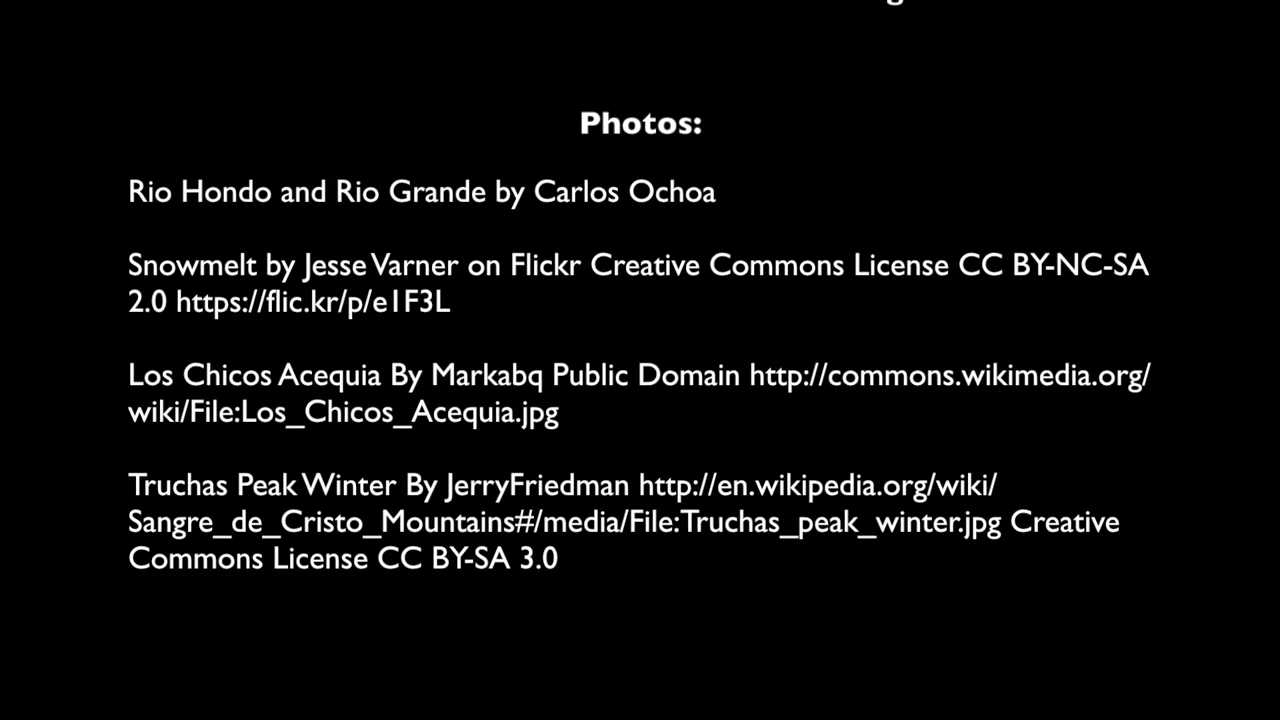 Photos:
Rio Hondo and Rio Grande by Carlos Ochoa
Snowmelt by Jesse Varner on Flickr Creative Commons License CC BY-NC-SA
2.0 https://flic.kr/p/e1F3L
Los Chicos Acequia By Markabq Public Domain http://commons.wikimedia.org/
wiki/File:Los_Chicos_Acequia.jpg
Truchas Peak Winter By JerryFriedman http://en.wikipedia.org/wiki/
Sangre_de_Cristo_Mountains#/media/File:Truchas_peak_winter.jpg Creative
Commons License CC BY-SA 3.0